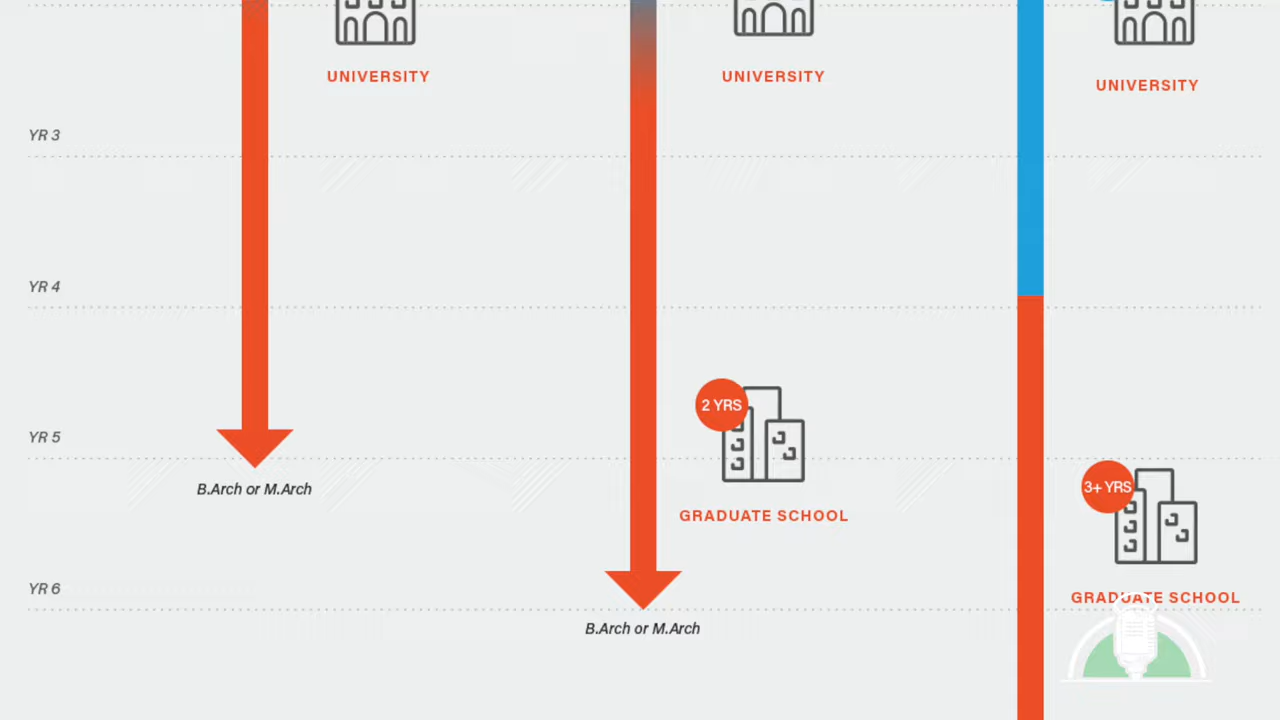 UNIVERSITY
UNIVERSITY
UNIVERSITY
YR 3
YR 4
2 YRS
YR 5
B.Arch or M.Arch
3+ YRS
GRADUATE SCHOOL
YR 6
GRADUATE SCHOOL
B.Arch or M.Arch